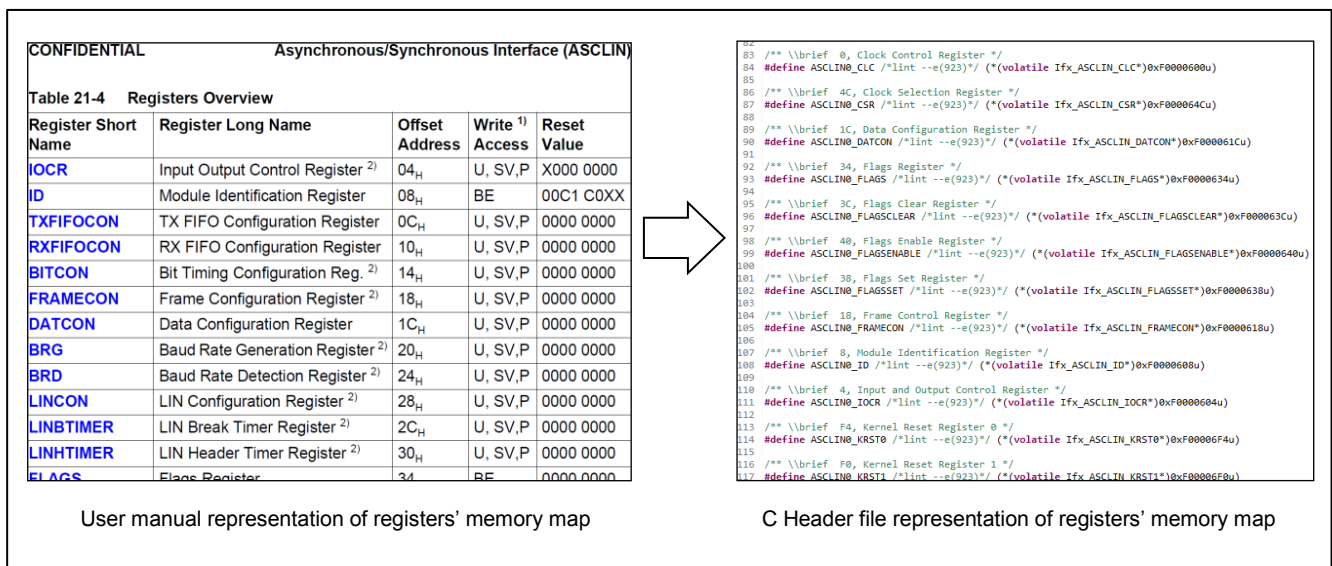 CONFIDENTIAL Asynchronous/Synchronous Interface (ASCLIN)
Table 21-4 Registers Overview
Register Short Name Register Long Name Offset Address Write 1) Access Reset Value
IOCR Input Output Control Register 2) 04H U, SV,P X000 0000
ID Module Identification Register 08H BE 00C1 C0XX
TXFIFOCON TX FIFO Configuration Register 0CH U, SV,P 0000 0000
RXFIFOCON RX FIFO Configuration Register 10H U, SV,P 0000 0000
BITCON Bit Timing Configuration Reg. 2) 14H U, SV,P 0000 0000
FRAMECON Frame Configuration Register 2) 18H U, SV,P 0000 0000
DATCON Data Configuration Register 1CH U, SV,P 0000 0000
BRG Baud Rate Generation Register 2) 20H U, SV,P 0000 0000
BRD Baud Rate Detection Register 2) 24H U, SV,P 0000 0000
LINCON LIN Configuration Register 2) 28H U, SV,P 0000 0000
LINBTIMER LIN Break Timer Register 2) 2CH U, SV,P 0000 0000
LINHTIMER LIN Header Timer Register 2) 30H U, SV,P 0000 0000
FLAGS Flags Register 34 BE 0000 0000
User manual representation of registers' memory map
82
83 /** \\brief 0, Clock Control Register */
84 #define ASCLIN0_CLC /*lint --e(923)*/ (*(volatile Ifx_ASCLIN_CLC*)0xF0000600u)
85
86 /** \\brief 4C, Clock Selection Register */
87 #define ASCLIN0_CSR /*lint --e(923)*/ (*(volatile Ifx_ASCLIN_CSR*)0xF000064Cu)
88
89 /** \\brief 1C, Data Configuration Register */
90 #define ASCLIN0_DATCON /*lint --e(923)*/ (*(volatile Ifx_ASCLIN_DATCON*)0xF000061Cu)
91
92 /** \\brief 34, Flags Register */
93 #define ASCLIN0_FLAGS /*lint --e(923)*/ (*(volatile Ifx_ASCLIN_FLAGS*)0xF0000634u)
94
95 /** \\brief 3C, Flags Clear Register */
96 #define ASCLIN0_FLAGSCLEAR /*lint --e(923)*/ (*(volatile Ifx_ASCLIN_FLAGSCLEAR*)0xF000063Cu)
97
98 /** \\brief 40, Flags Enable Register */
99 #define ASCLIN0_FLAGSENABLE /*lint --e(923)*/ (*(volatile Ifx_ASCLIN_FLAGSENABLE*)0xF0000640u)
100
101 /** \\brief 38, Flags Set Register */
102 #define ASCLIN0_FLAGSSET /*lint --e(923)*/ (*(volatile Ifx_ASCLIN_FLAGSSET*)0xF0000638u)
103
104 /** \\brief 18, Frame Control Register */
105 #define ASCLIN0_FRAMECON /*lint --e(923)*/ (*(volatile Ifx_ASCLIN_FRAMECON*)0xF0000618u)
106
107 /** \\brief 8, Module Identification Register */
108 #define ASCLIN0_ID /*lint --e(923)*/ (*(volatile Ifx_ASCLIN_ID*)0xF0000608u)
109
110 /** \\brief 4, Input and Output Control Register */
111 #define ASCLIN0_IOCR /*lint --e(923)*/ (*(volatile Ifx_ASCLIN_IOCR*)0xF0000604u)
112
113 /** \\brief F4, Kernel Reset Register 0 */
114 #define ASCLIN0_KRST0 /*lint --e(923)*/ (*(volatile Ifx_ASCLIN_KRST0*)0xF00006F4u)
115
116 /** \\brief F0, Kernel Reset Register 1 */
117 #define ASCLIN0_KRST1 /*lint --e(923)*/ (*(volatile Ifx_ASCLIN_KRST1*)0xF00006F0u)
C Header file representation of registers' memory map